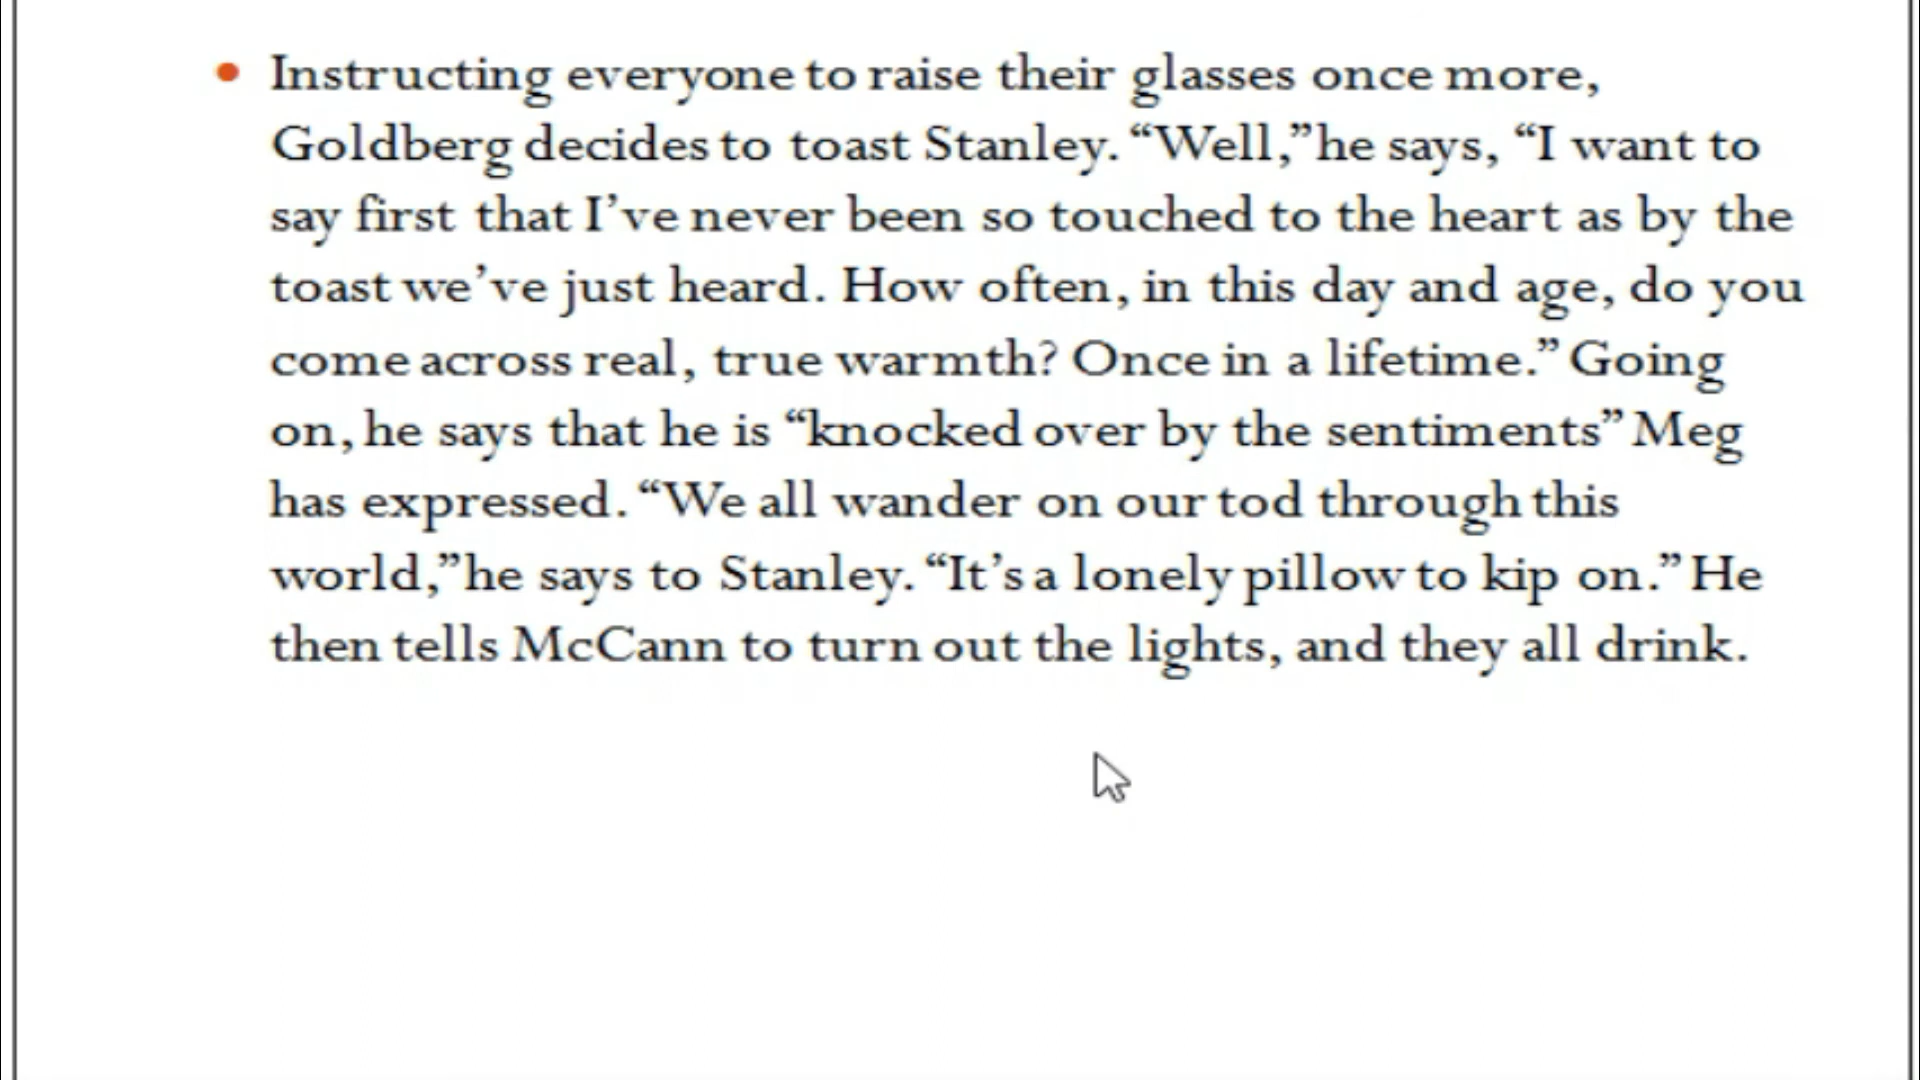 • Instructing everyone to raise their glasses once more,
Goldberg decides to toast Stanley. “Well,” he says, “I want to
say first that I’ve never been so touched to the heart as by the
toast we’ve just heard. How often, in this day and age, do you
come across real, true warmth? Once in a lifetime.” Going
on, he says that he is “knocked over by the sentiments” Meg
has expressed. “We all wander on our tod through this
world,” he says to Stanley. “It’s a lonely pillow to kip on.” He
then tells McCann to turn out the lights, and they all drink.